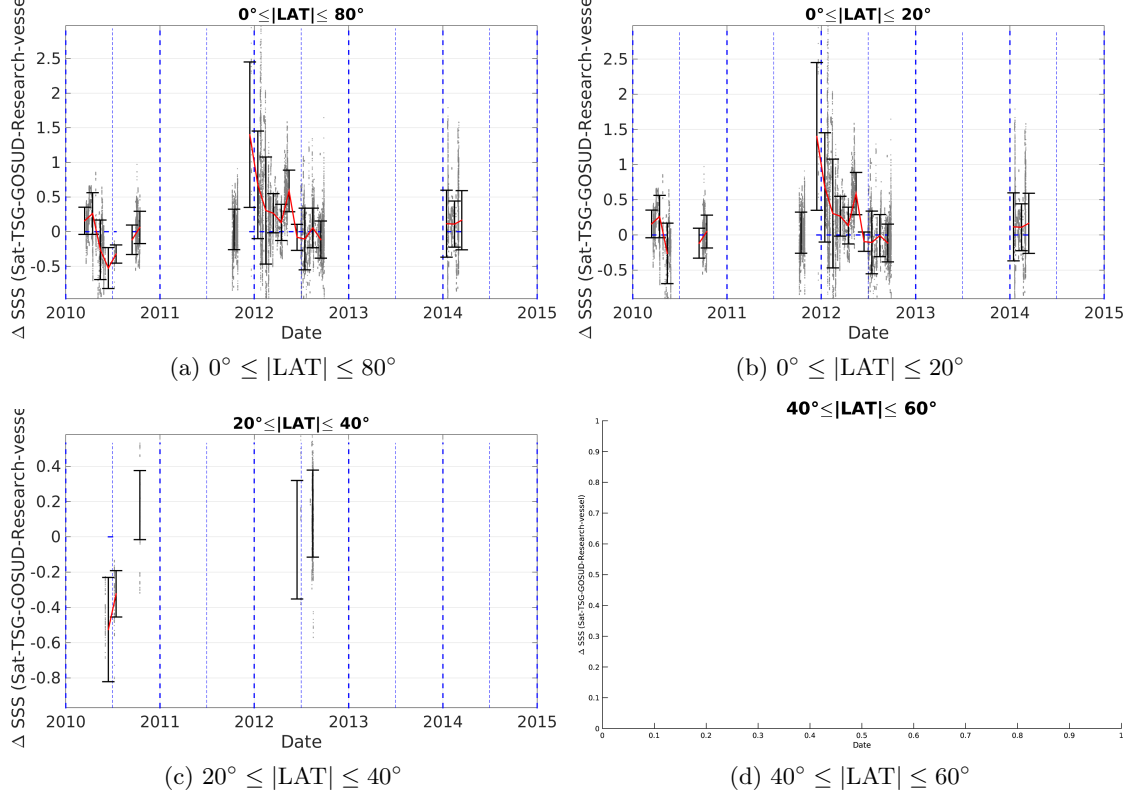 0°≤|LAT|≤ 80°
Δ SSS (Sat-TSG-GOSUD-Research-vesse
2.5
2
1.5
1
0.5
0
-0.5
2010 2011 2012 2013 2014 2015
Date
(a) 0° ≤ |LAT| ≤ 80°
0°≤|LAT|≤ 20°
Δ SSS (Sat-TSG-GOSUD-Research-vesse
2.5
2
1.5
1
0.5
0
-0.5
2010 2011 2012 2013 2014 2015
Date
(b) 0° ≤ |LAT| ≤ 20°
20°≤|LAT|≤ 40°
Δ SSS (Sat-TSG-GOSUD-Research-vesse
0.4
0.2
0
-0.2
-0.4
-0.6
-0.8
2010 2011 2012 2013 2014 2015
Date
(c) 20° ≤ |LAT| ≤ 40°
40°≤|LAT|≤ 60°
Δ SSS (Sat-TSG-GOSUD-Research-vessel)
1
0.9
0.8
0.7
0.6
0.5
0.4
0.3
0.2
0.1
0
0 0.1 0.2 0.3 0.4 0.5 0.6 0.7 0.8 0.9 1
Date
(d) 40° ≤ |LAT| ≤ 60°